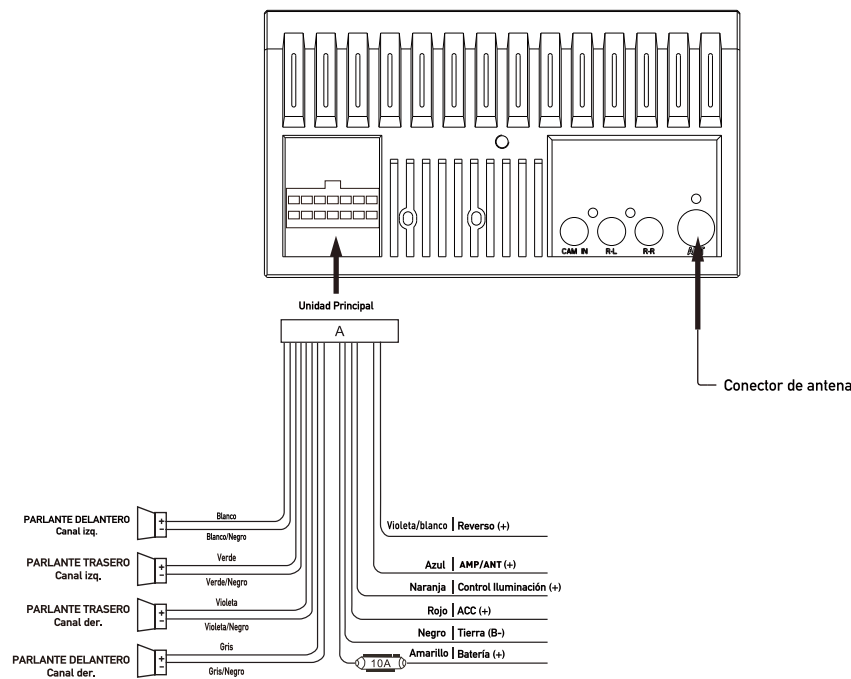 CAM IN R-L R-R ANT
Unidad Principal
A
Conector de antena
PARLANTE DELANTERO
Canal izq.
+
−
Blanco
Blanco/Negro
PARLANTE TRASERO
Canal izq.
+
−
Verde
Verde/Negro
PARLANTE TRASERO
Canal der.
+
−
Violeta
Violeta/Negro
PARLANTE DELANTERO
Canal der.
+
−
Gris
Gris/Negro
Violeta/blanco | Reverso (+)
Azul | AMP/ANT (+)
Naranja | Control Iluminación (+)
Rojo | ACC (+)
Negro | Tierra (B-)
Amarillo | Batería (+)
10A